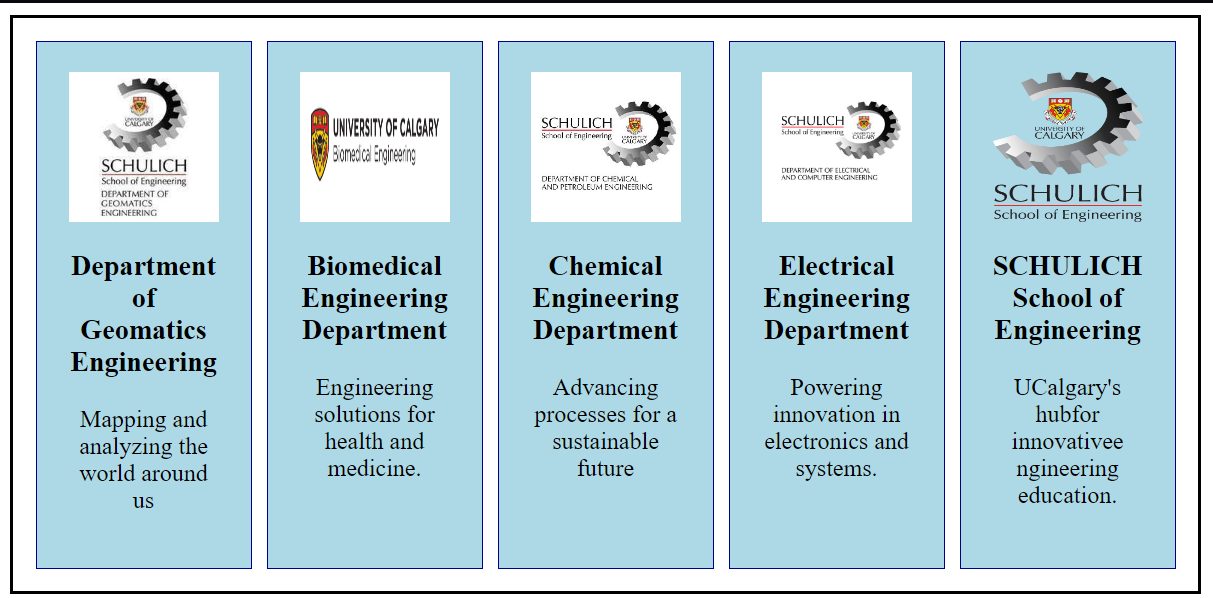 UNIVERSITY OF
CALGARY
SCHULICH
School of Engineering
DEPARTMENT OF
GEOMATICS
ENGINEERING
Department
of
Geomatics
Engineering
Mapping and
analyzing the
world around
us
UNIVERSITY OF CALGARY
Biomedical Engineering
Biomedical
Engineering
Department
Engineering
solutions for
health and
medicine.
SCHULICH
School of Engineering
UNIVERSITY OF
CALGARY
DEPARTMENT OF CHEMICAL
AND PETROLEUM ENGINEERING
Chemical
Engineering
Department
Advancing
processes for a
sustainable
future
SCHULICH
School of Engineering
UNIVERSITY OF
CALGARY
DEPARTMENT OF ELECTRICAL
AND COMPUTER ENGINEERING
Electrical
Engineering
Department
Powering
innovation in
electronics and
systems.
UNIVERSITY OF
CALGARY
SCHULICH
School of Engineering
SCHULICH
School of
Engineering
UCalgary's
hubfor
innovativee
ngineering
education.